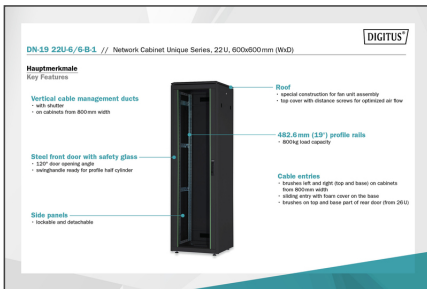 DIGITUS®
DN-19 22U-6/6-B-1 // Network Cabinet Unique Series, 22U, 600x600mm (WxD)
Hauptmerkmale
Key Features
Vertical cable management ducts
• with shutter
• on cabinets from 800mm width
Steel front door with safety glass
• 120° door opening angle
• swinghandle ready for profile half cylinder
Side panels
• lockable and detachable
Roof
• special construction for fan unit assembly
• top cover with distance screws for optimized air flow
482.6mm (19") profile rails
• 800kg load capacity
Cable entries
• brushes left and right (top and base) on cabinets
from 800mm width
• sliding entry with foam cover on the base
• brushes on top and base part of rear door (from 26U)